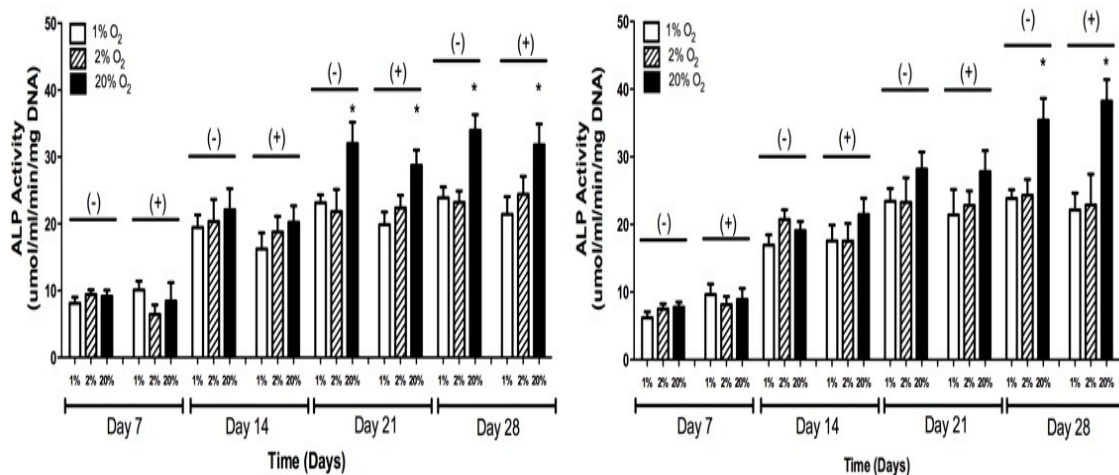 ALP Activity
(umol/min/mg DNA)
50
40
30
20
10
0
1% O₂
2% O₂
20% O₂
(-)
(+)
(-)
(+)
(-)
(+)
(-)
(+)
*
*
*
*
1% 2% 20% 1% 2% 20% 1% 2% 20% 1% 2% 20% 1% 2% 20% 1% 2% 20% 1% 2% 20% 1% 2% 20%
Day 7 Day 14 Day 21 Day 28
Time (Days)
ALP Activity
(umol/min/mg DNA)
50
40
30
20
10
0
1% O₂
2% O₂
20% O₂
(-)
(+)
(-)
(+)
(-)
(+)
(-)
(+)
*
*
1% 2% 20% 1% 2% 20% 1% 2% 20% 1% 2% 20% 1% 2% 20% 1% 2% 20% 1% 2% 20% 1% 2% 20%
Day 7 Day 14 Day 21 Day 28
Time (Days)